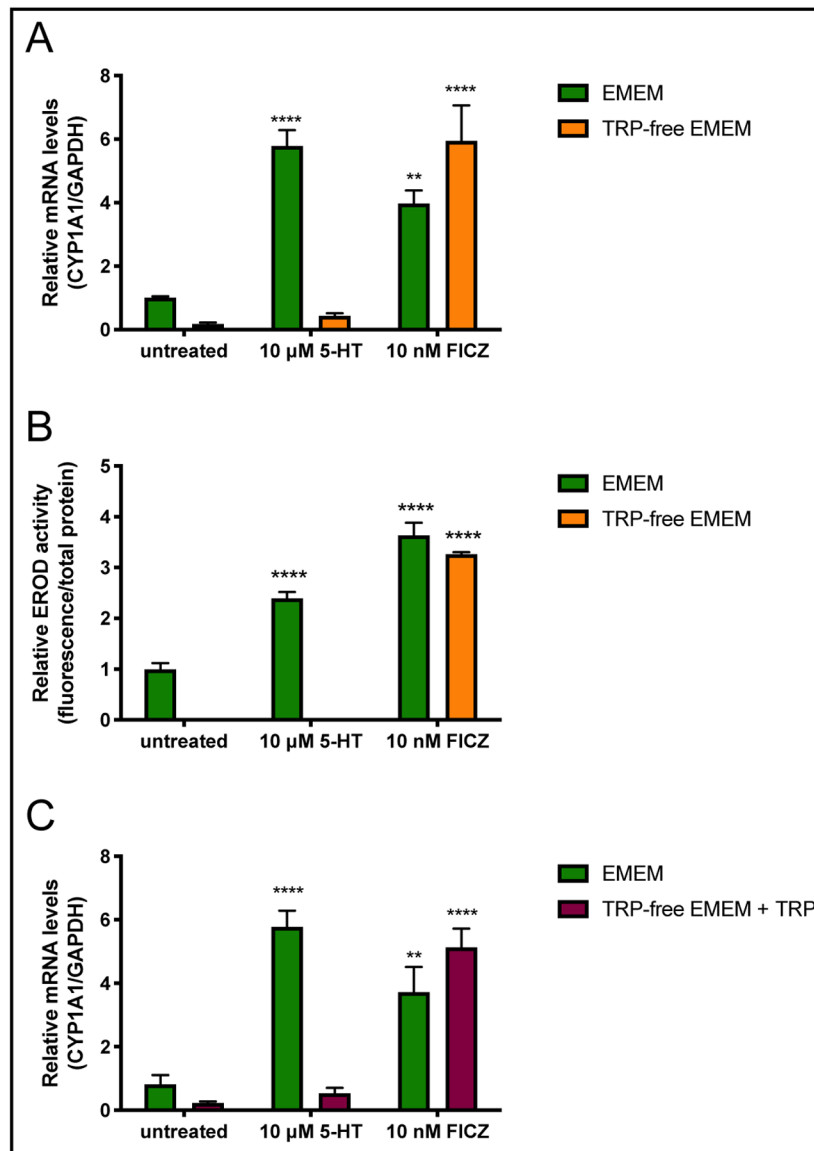 A
Relative mRNA levels
(CYP1A1/GAPDH)
8
6
4
2
0
****
**
****
untreated
10 µM 5-HT
10 nM FICZ
EMEM
TRP-free EMEM
B
Relative EROD activity
(fluorescence/total protein)
5
4
3
2
1
0
****
****
****
untreated
10 µM 5-HT
10 nM FICZ
EMEM
TRP-free EMEM
C
Relative mRNA levels
(CYP1A1/GAPDH)
8
6
4
2
0
****
**
****
untreated
10 µM 5-HT
10 nM FICZ
EMEM
TRP-free EMEM + TRP